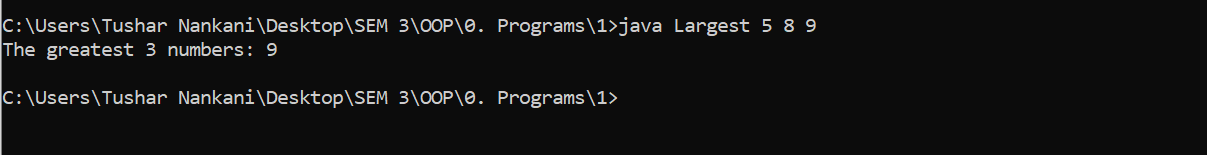 C:\Users\Tushar Nankani\Desktop\SEM 3\OOP\0. Programs\1>java Largest 5 8 9
The greatest 3 numbers: 9
C:\Users\Tushar Nankani\Desktop\SEM 3\OOP\0. Programs\1>